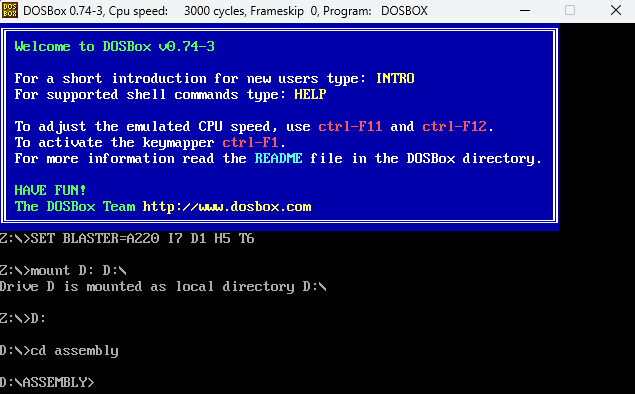 DOS
BOX
DOSBox 0.74-3, Cpu speed: 3000 cycles, Frameskip 0, Program: DOSBOX
Welcome to DOSBox v0.74-3
For a short introduction for new users type: INTRO
For supported shell commands type: HELP
To adjust the emulated CPU speed, use ctrl-F11 and ctrl-F12.
To activate the keymapper ctrl-F1.
For more information read the README file in the DOSBox directory.
HAVE FUN!
The DOSBox Team http://www.dosbox.com
Z:\>SET BLASTER=A220 I7 D1 H5 T6
Z:\>mount D: D:\
Drive D is mounted as local directory D:\
Z:\>D:
D:\>cd assembly
D:\ASSEMBLY>